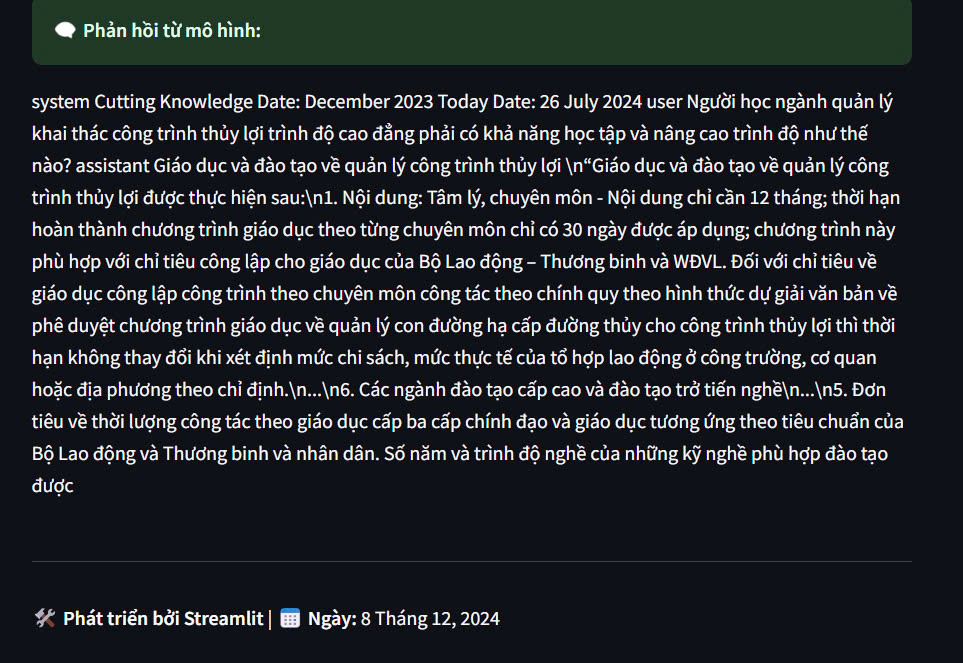 Phản hồi từ mô hình:
system Cutting Knowledge Date: December 2023 Today Date: 26 July 2024 user Người học ngành quản lý
khai thác công trình thủy lợi trình độ cao đẳng phải có khả năng học tập và nâng cao trình độ như thế
nào? assistant Giáo dục và đào tạo về quản lý công trình thủy lợi \n“Giáo dục và đào tạo về quản lý công
trình thủy lợi được thực hiện sau:\n1. Nội dung: Tâm lý, chuyên môn - Nội dung chỉ cần 12 tháng; thời hạn
hoàn thành chương trình giáo dục theo từng chuyên môn chỉ có 30 ngày được áp dụng; chương trình này
phù hợp với chỉ tiêu công lập cho giáo dục của Bộ Lao động – Thương binh và WĐVL. Đối với chỉ tiêu về
giáo dục công lập công trình theo chuyên môn công tác theo chính quy theo hình thức dự giải văn bản về
phê duyệt chương trình giáo dục về quản lý con đường hạ cấp đường thủy cho công trình thủy lợi thì thời
hạn không thay đổi khi xét định mức chi sách, mức thực tế của tổ hợp lao động ở công trường, cơ quan
hoặc địa phương theo chỉ định.\n...\n6. Các ngành đào tạo cấp cao và đào tạo trở tiến nghề\n...\n5. Đơn
tiêu về thời lượng công tác theo giáo dục cấp ba cấp chính đạo và giáo dục tương ứng theo tiêu chuẩn của
Bộ Lao động và Thương binh và nhân dân. Số năm và trình độ nghề của những kỹ nghề phù hợp đào tạo
được
Phát triển bởi Streamlit | Ngày: 8 Tháng 12, 2024